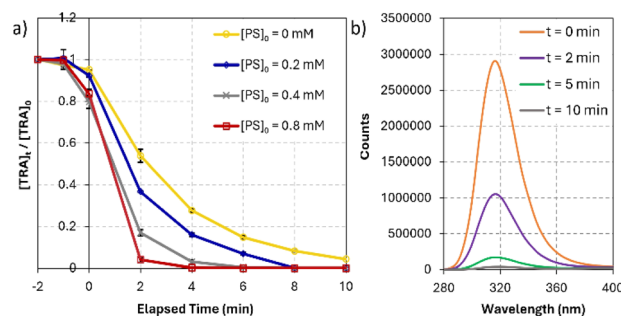 a)
[TRA]t / [TRA]0
1.2
1
0.8
0.6
0.4
0.2
0
-2 0 2 4 6 8 10
Elapsed Time (min)
[PS]₀ = 0 mM
[PS]₀ = 0.2 mM
[PS]₀ = 0.4 mM
[PS]₀ = 0.8 mM
b)
Counts
3500000
3000000
2500000
2000000
1500000
1000000
500000
0
280 320 360 400
Wavelength (nm)
t = 0 min
t = 2 min
t = 5 min
t = 10 min